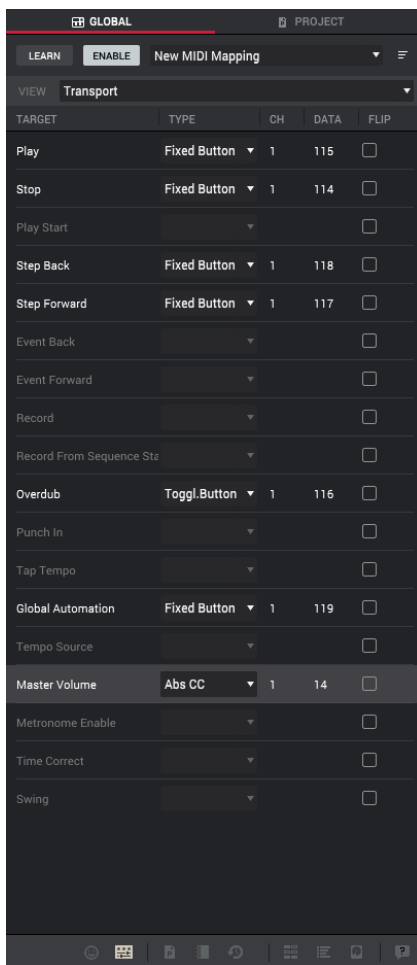 GLOBAL PROJECT
LEARN ENABLE New MIDI Mapping
VIEW Transport
TARGET TYPE CH DATA FLIP
Play Fixed Button 1 115
Stop Fixed Button 1 114
Play Start
Step Back Fixed Button 1 118
Step Forward Fixed Button 1 117
Event Back
Event Forward
Record
Record From Sequence Sta
Overdub Toggl.Button 1 116
Punch In
Tap Tempo
Global Automation Fixed Button 1 119
Tempo Source
Master Volume Abs CC 1 14
Metronome Enable
Time Correct
Swing